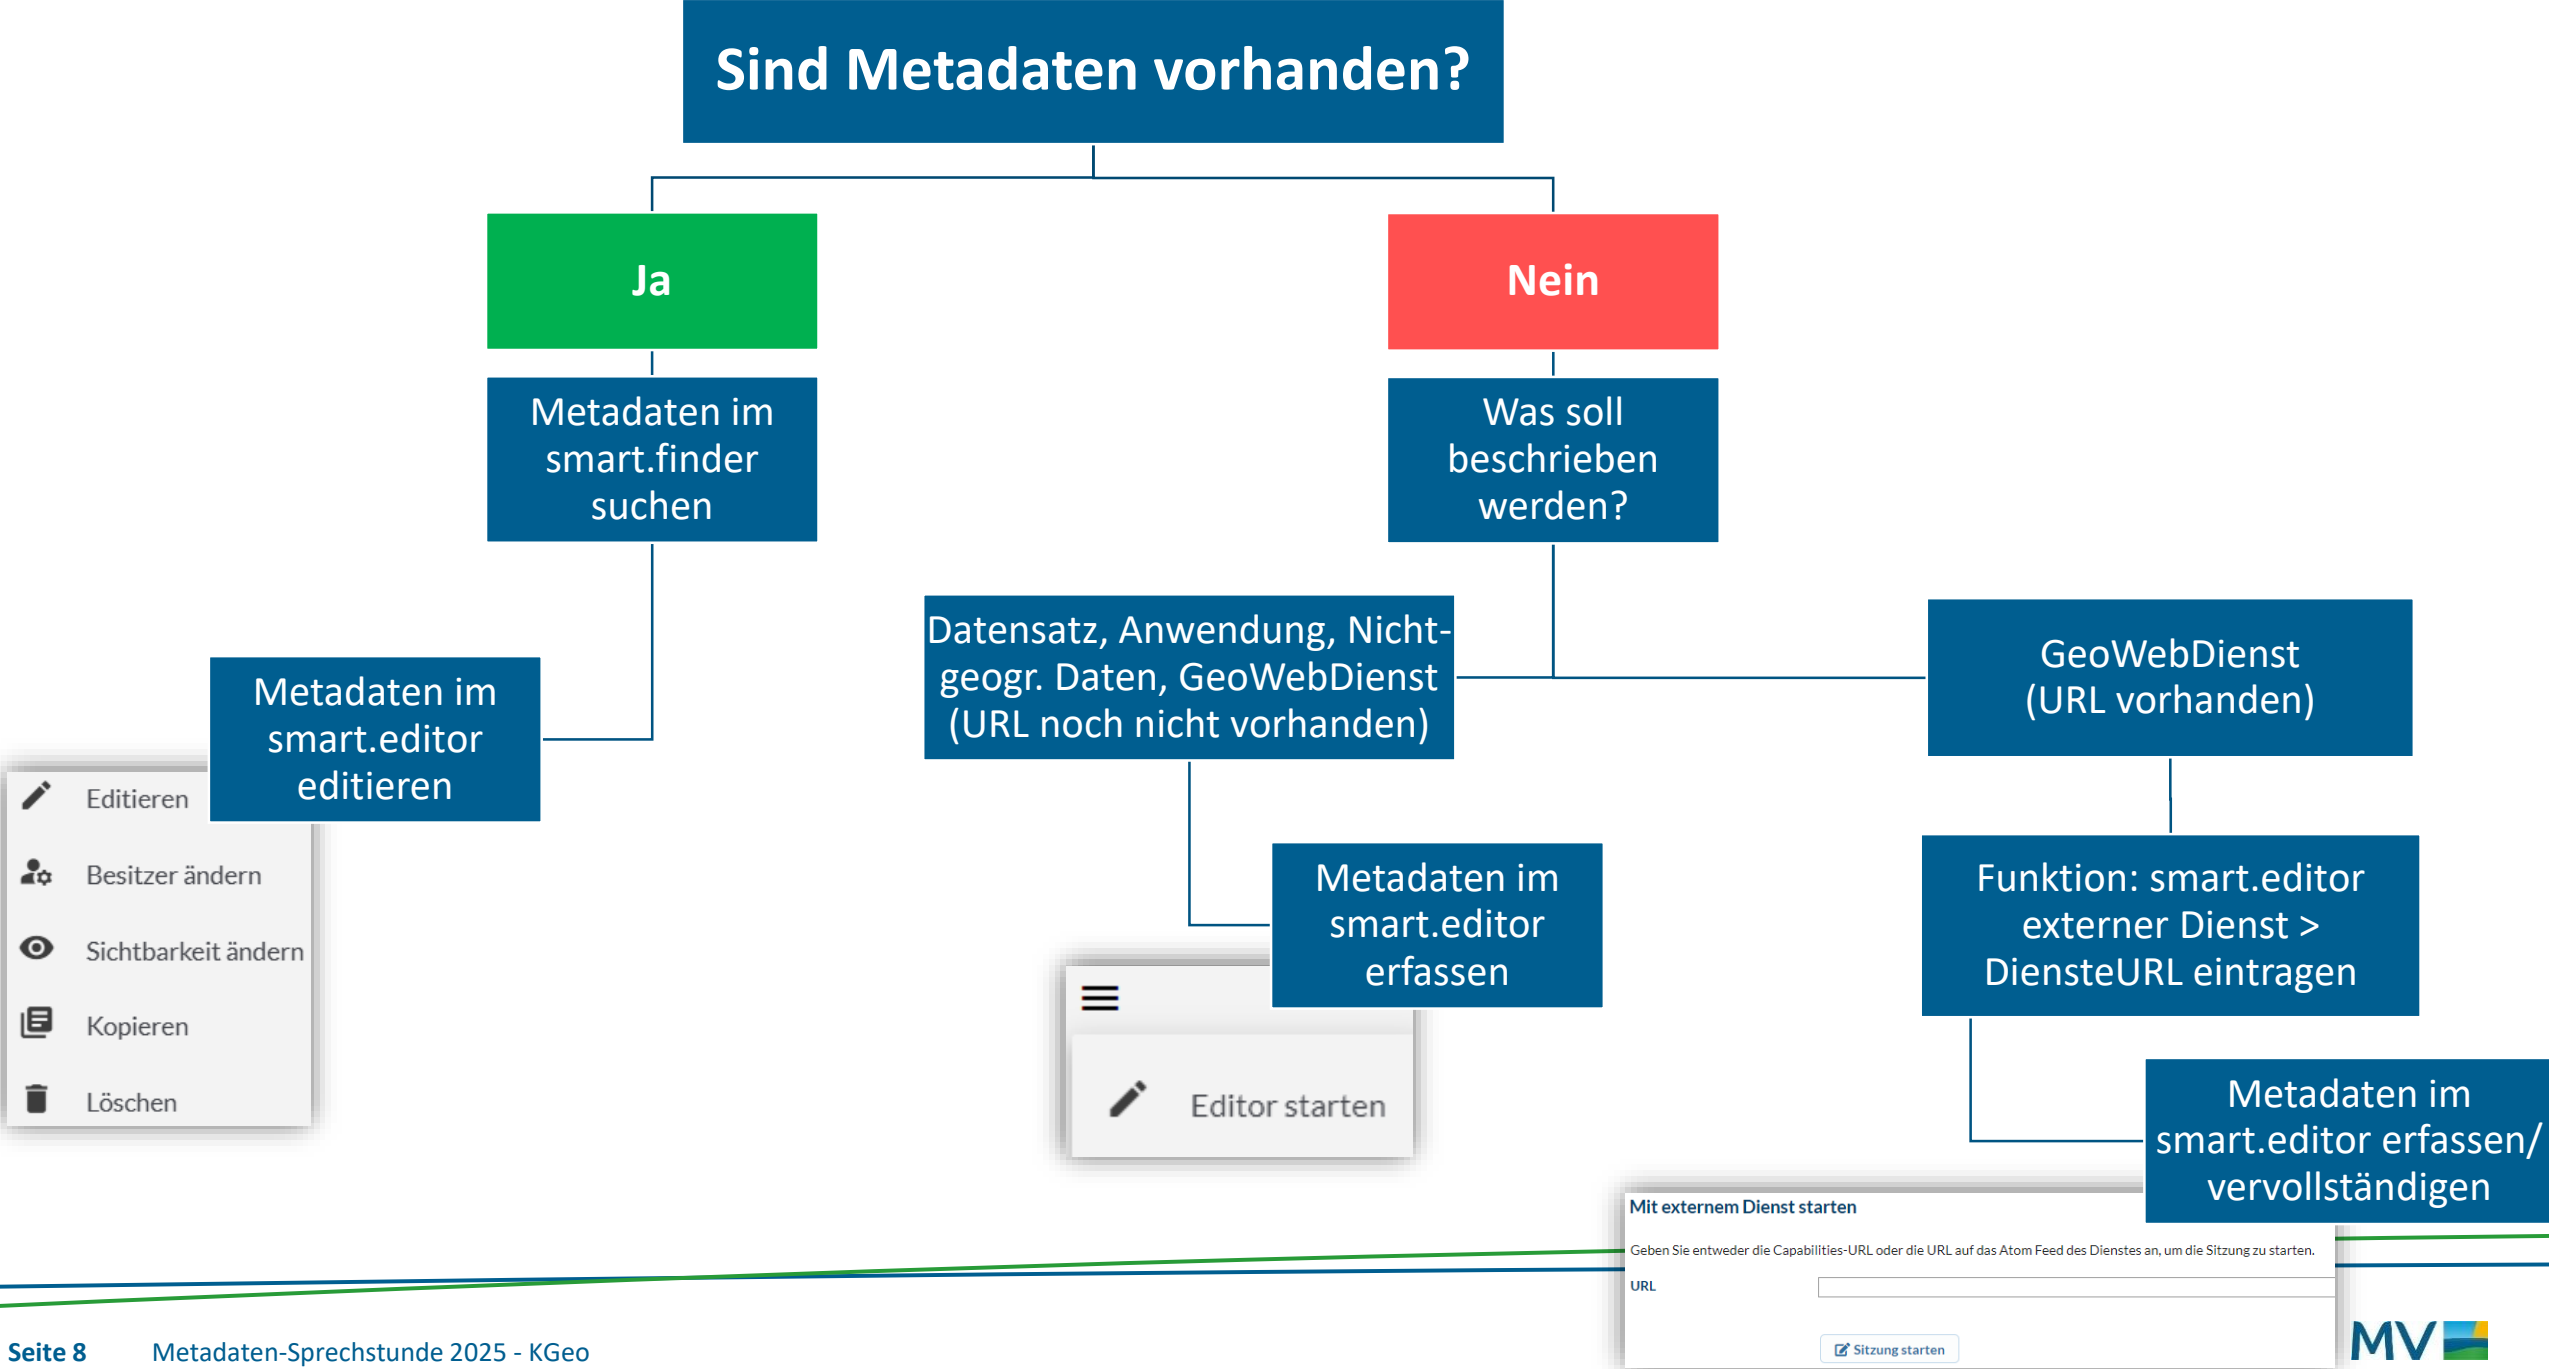 Sind Metadaten vorhanden?
Ja
Nein
Metadaten im
smart.finder
suchen
Was soll
beschrieben
werden?
Metadaten im
smart.editor
editieren
Datensatz, Anwendung, Nicht-
geogr. Daten, GeoWebDienst
(URL noch nicht vorhanden)
GeoWebDienst
(URL vorhanden)
Editieren
Besitzer ändern
Sichtbarkeit ändern
Kopieren
Löschen
Metadaten im
smart.editor
erfassen
Editor starten
Funktion: smart.editor
externer Dienst >
DiensteURL eintragen
Metadaten im
smart.editor erfassen/
vervollständigen
Mit externem Dienst starten
Geben Sie entweder die Capabilities-URL oder die URL auf das Atom Feed des Dienstes an, um die Sitzung zu starten.
URL
Sitzung starten
Seite 8 Metadaten-Sprechstunde 2025 - KGeo
MV